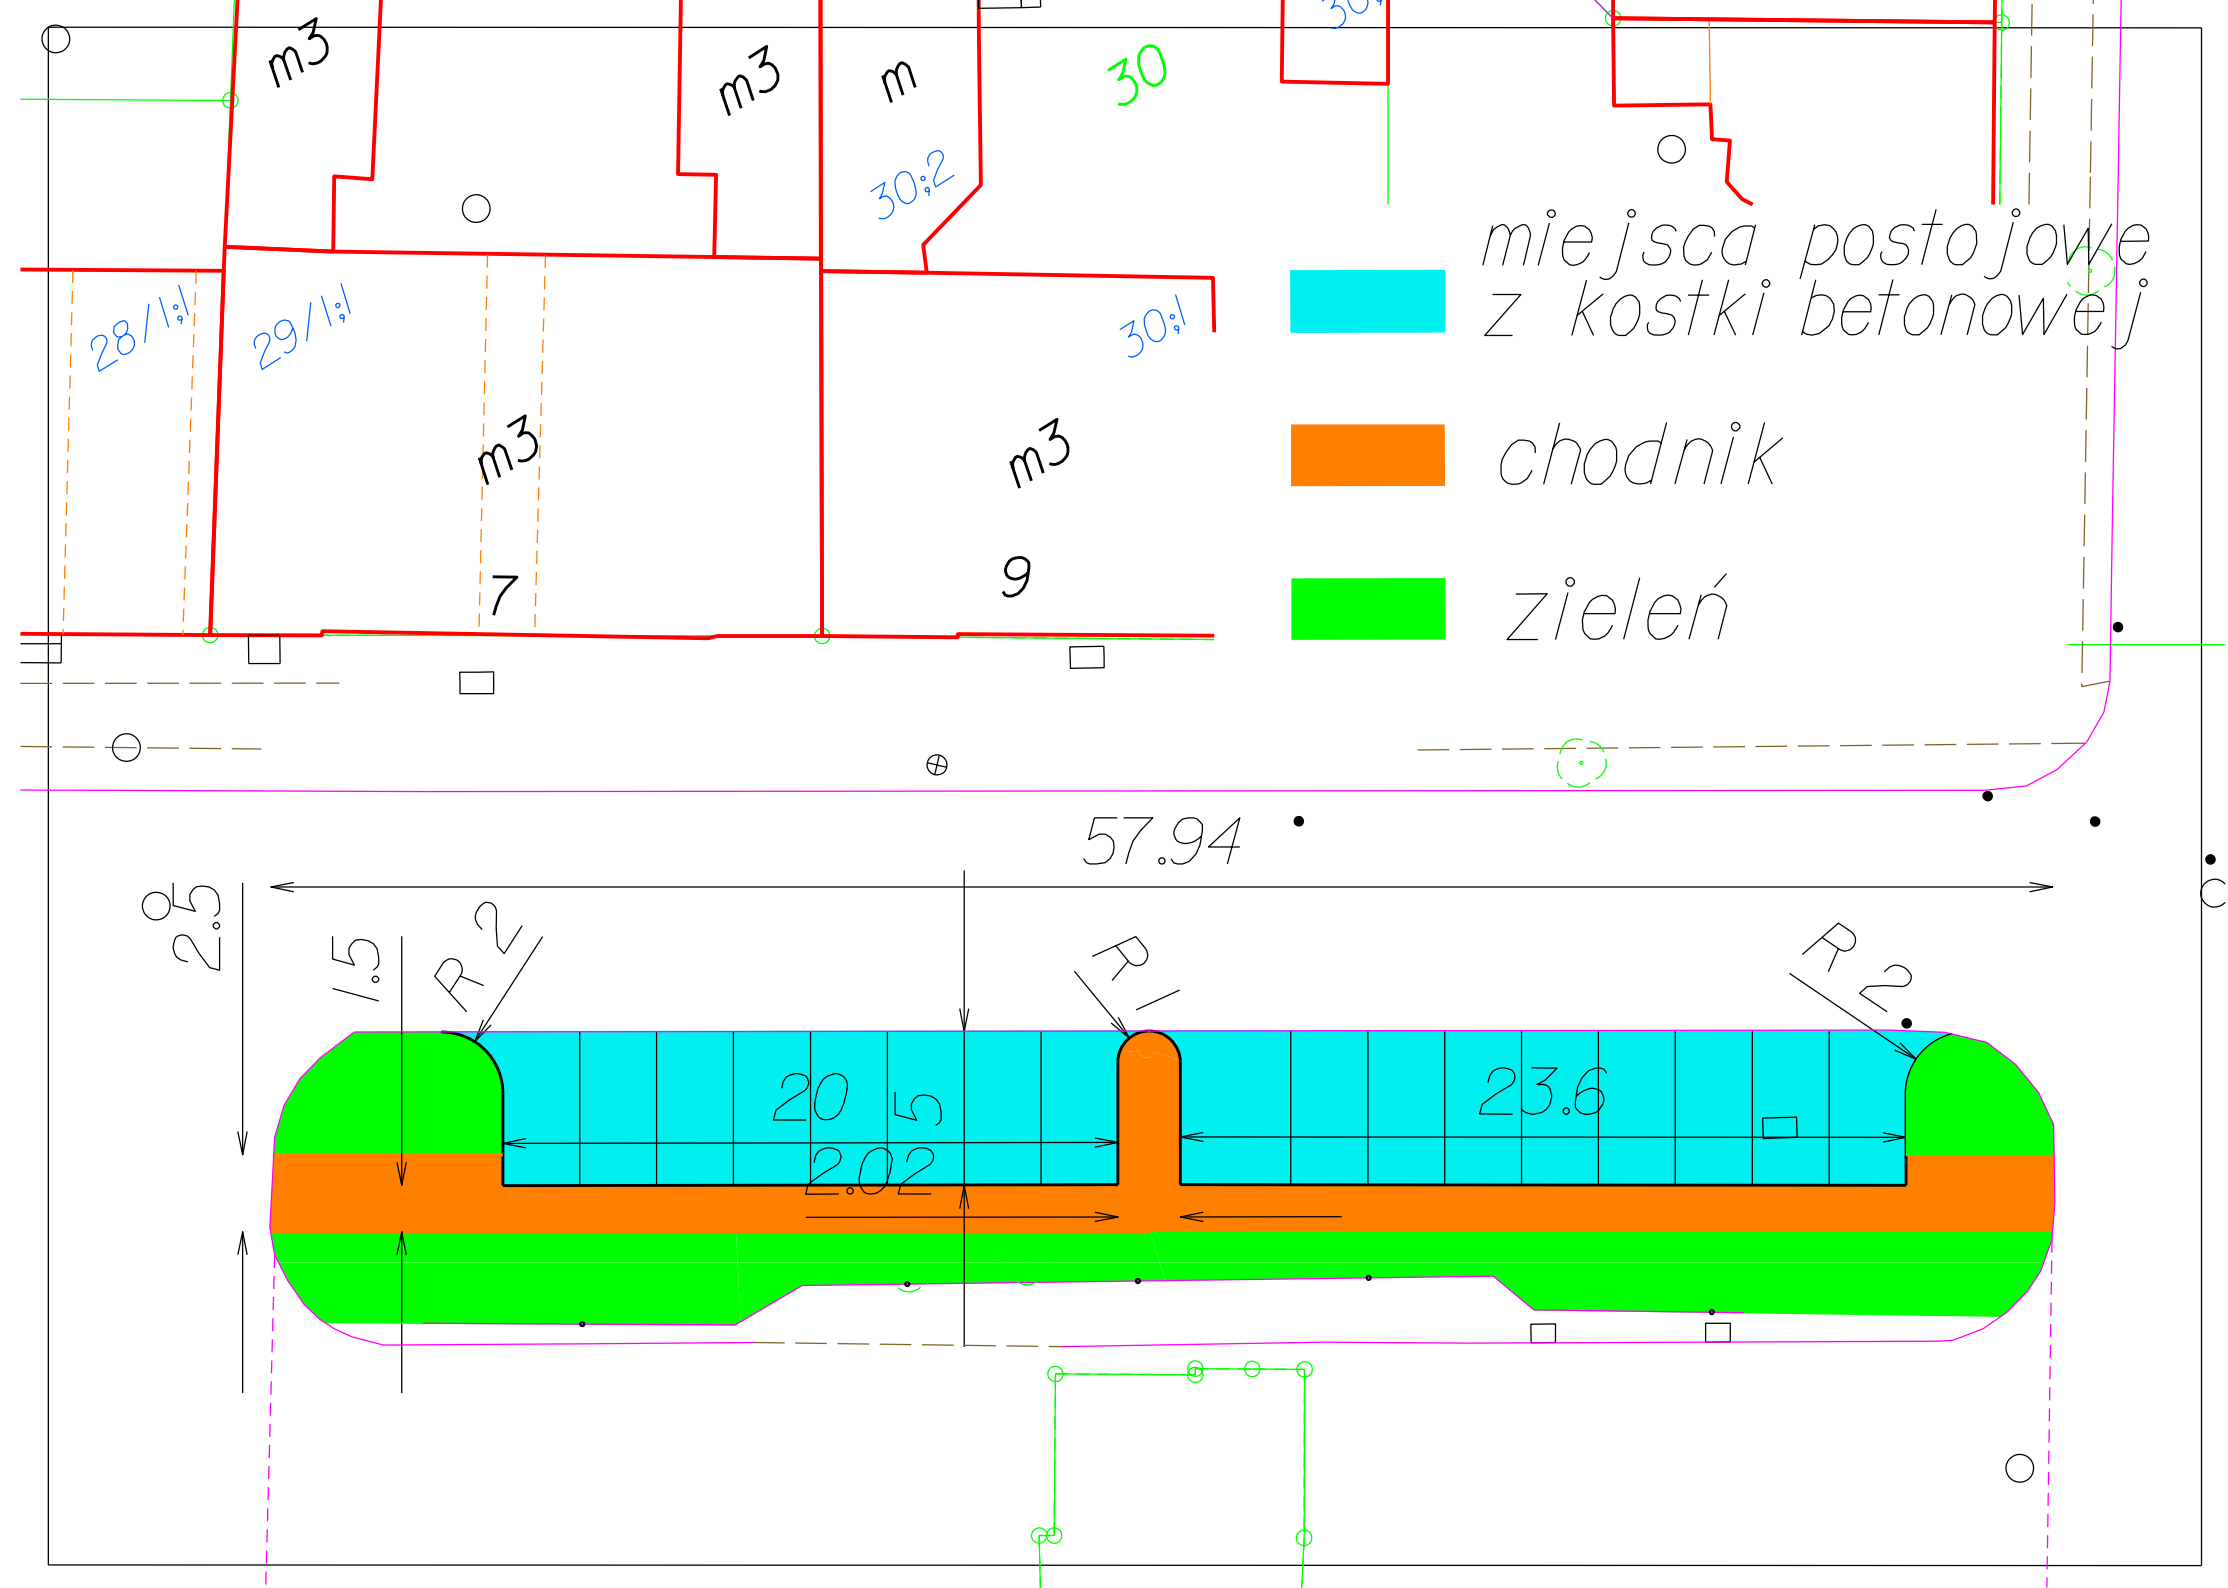 m3
m3
m
30
30:2
miejsca postojowe
z kostki betonowej
28/1:1
29/1:1
30:1
m3
m3
chodnik
7
9
zieleń
57.94
2.5
1.5
R 2
R 1
R 2
20
5
23.6
2.02